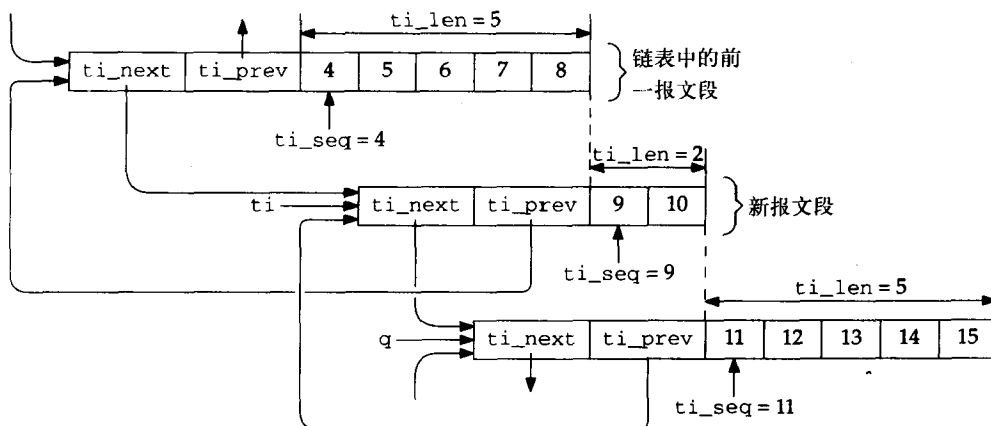 ti_len = 5
ti_next ti_prev 4 5 6 7 8
链表中的前
一报文段
ti_seq = 4
ti_len = 2
ti ti_next ti_prev 9 10
新报文段
ti_seq = 9
ti_len = 5
q ti_next ti_prev 11 12 13 14 15
ti_seq = 11